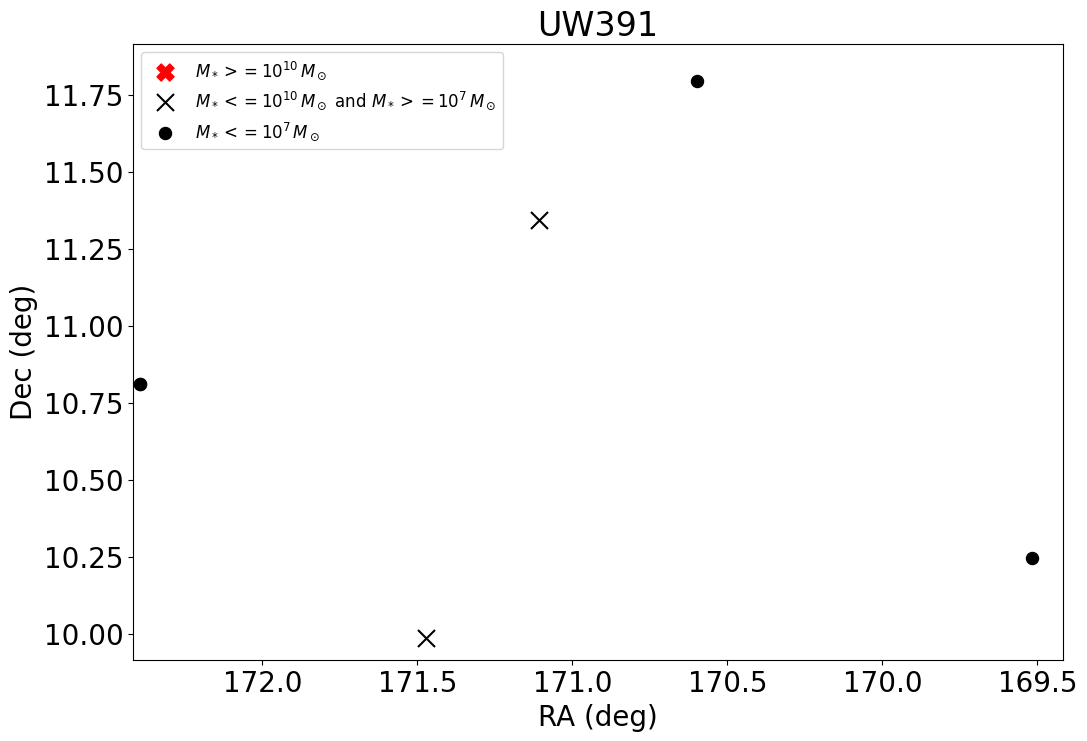 UW391
M* >= 10^10 M⊙
M* <= 10^10 M⊙ and M* >= 10^7 M⊙
M* <= 10^7 M⊙
11.75
11.50
11.25
11.00
10.75
10.50
10.25
10.00
Dec (deg)
172.0 171.5 171.0 170.5 170.0 169.5
RA (deg)